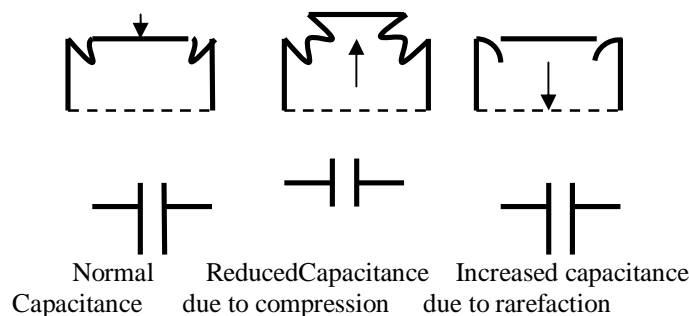 Normal ReducedCapacitance Increased capacitance
Capacitance due to compression due to rarefaction